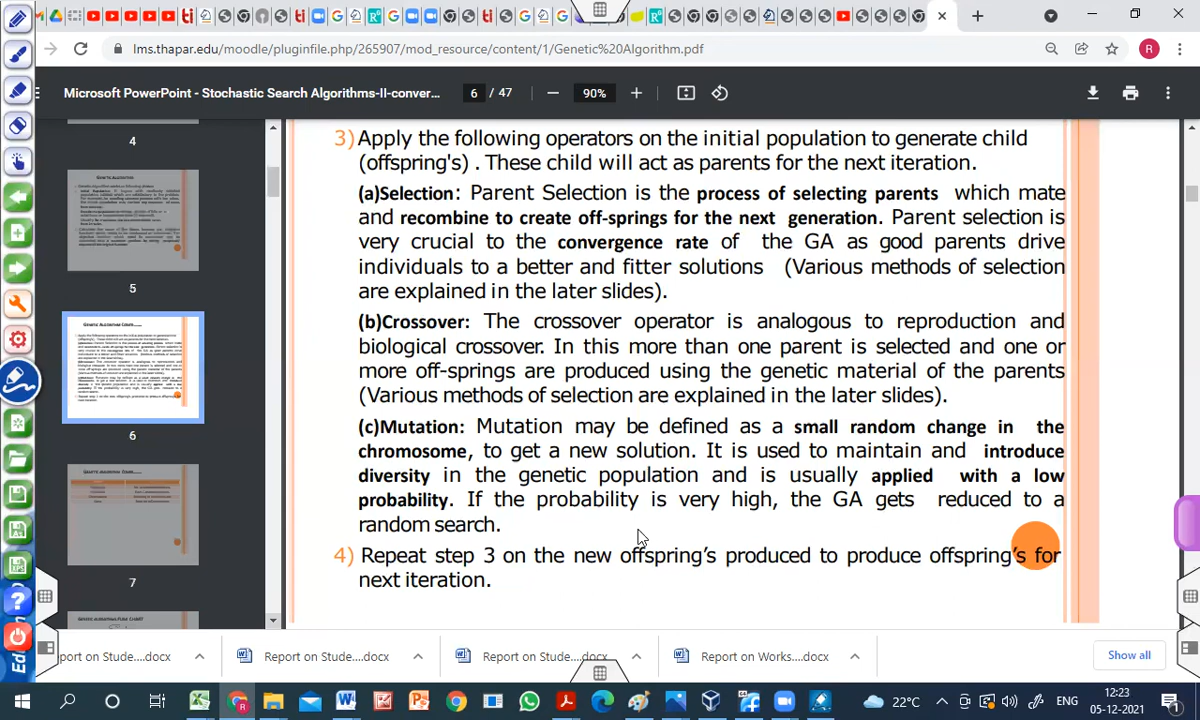 lms.thapar.edu/moodle/pluginfile.php/265907/mod_resource/content/1/Genetic%20Algorithm.pdf
R
Microsoft PowerPoint - Stochastic Search Algorithms-II-conver...
6 / 47
90%
4
5
6
7
3) Apply the following operators on the initial population to generate child
(offspring's) . These child will act as parents for the next iteration.
(a)Selection: Parent Selection is the process of selecting parents which mate
and recombine to create off-springs for the next generation. Parent selection is
very crucial to the convergence rate of the GA as good parents drive
individuals to a better and fitter solutions (Various methods of selection
are explained in the later slides).
(b)Crossover: The crossover operator is analogous to reproduction and
biological crossover. In this more than one parent is selected and one or
more off-springs are produced using the genetic material of the parents
(Various methods of selection are explained in the later slides).
(c)Mutation: Mutation may be defined as a small random change in the
chromosome, to get a new solution. It is used to maintain and introduce
diversity in the genetic population and is usually applied with a low
probability. If the probability is very high, the GA gets reduced to a
random search.
4) Repeat step 3 on the new offspring's produced to produce offspring's for
next iteration.
port on Stude....docx
Report on Stude....docx
Report on Stude....docx
Report on Works....docx
Show all
22°C
ENG
12:23
05-12-2021